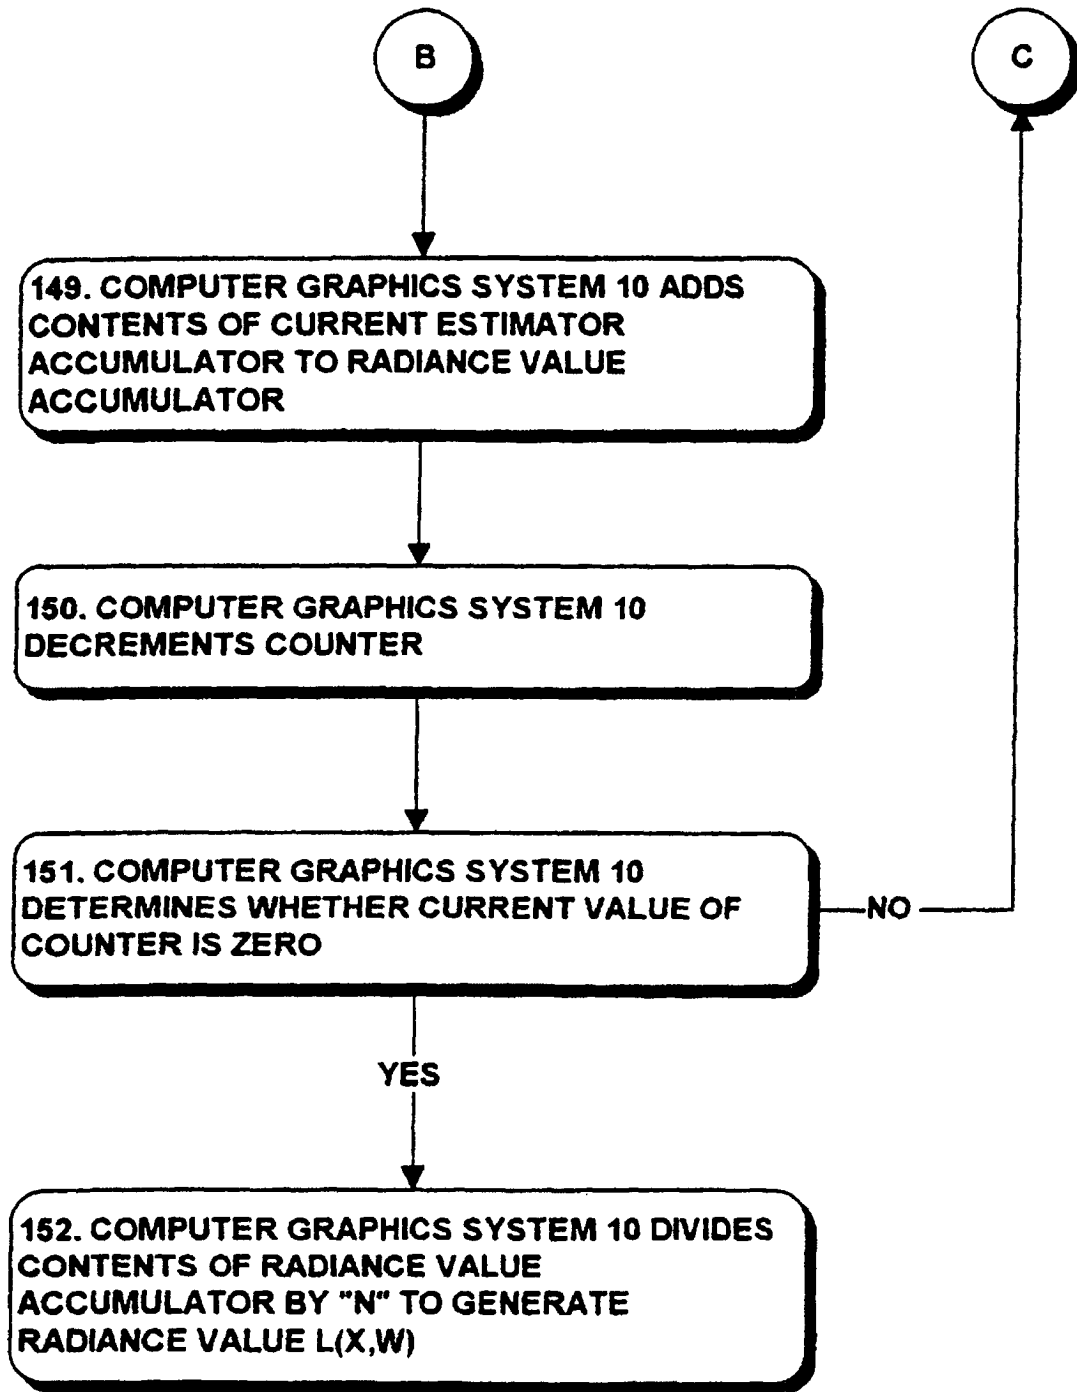 B
C
149. COMPUTER GRAPHICS SYSTEM 10 ADDS
CONTENTS OF CURRENT ESTIMATOR
ACCUMULATOR TO RADIANCE VALUE
ACCUMULATOR
150. COMPUTER GRAPHICS SYSTEM 10
DECREMENTS COUNTER
151. COMPUTER GRAPHICS SYSTEM 10
DETERMINES WHETHER CURRENT VALUE OF
COUNTER IS ZERO
NO
YES
152. COMPUTER GRAPHICS SYSTEM 10 DIVIDES
CONTENTS OF RADIANCE VALUE
ACCUMULATOR BY "N" TO GENERATE
RADIANCE VALUE L(X,W)